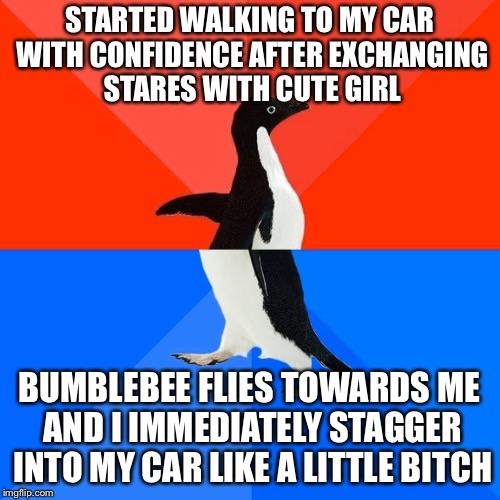 STARTED WALKING TO MY CAR
WITH CONFIDENCE AFTER EXCHANGING
STARES WITH CUTE GIRL
BUMBLEBEE FLIES TOWARDS ME
AND I IMMEDIATELY STAGGER
INTO MY CAR LIKE A LITTLE BITCH
imgflip.com